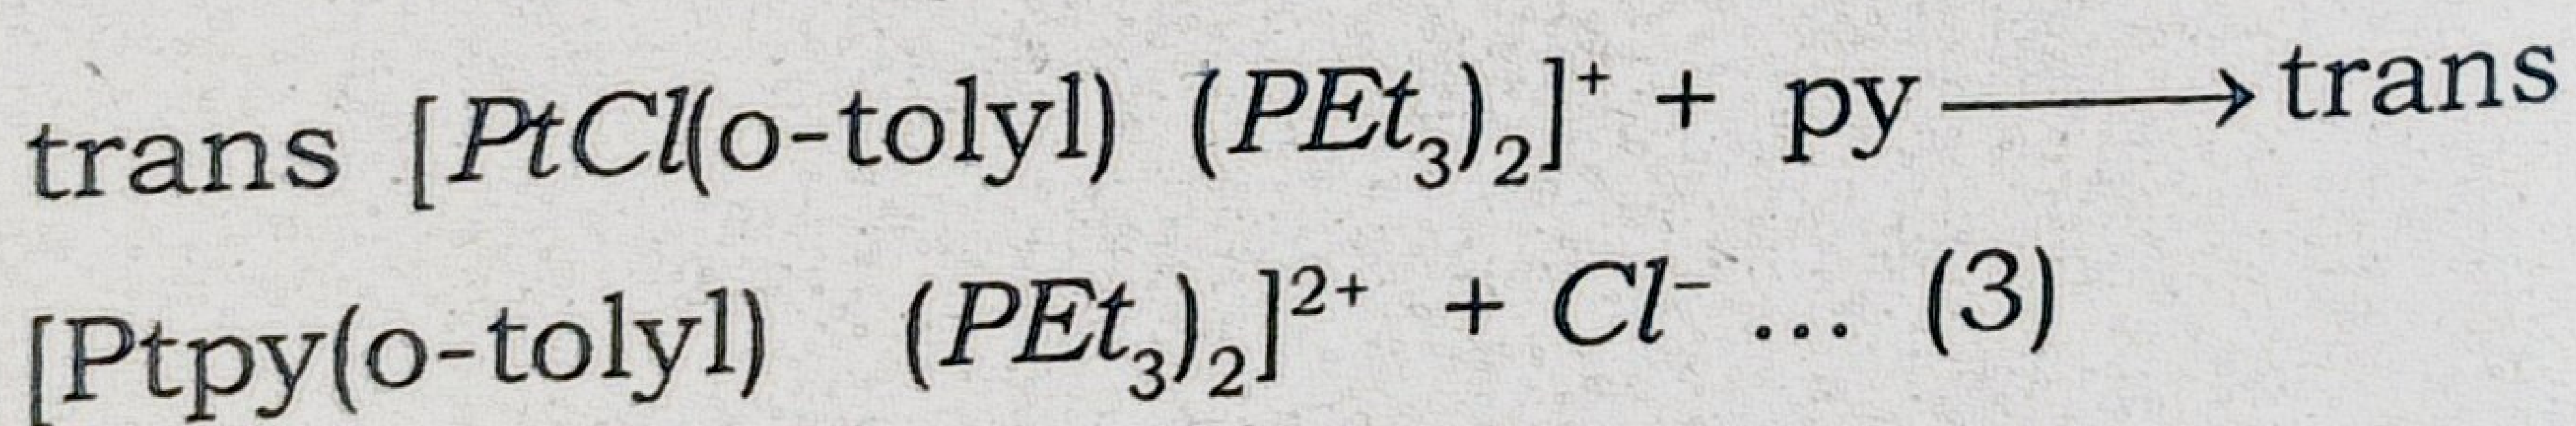 trans [PtCl(o-tolyl) (PEt₃)₂]⁺ + py ⟶ trans
[Ptpy(o-tolyl) (PEt₃)₂]²⁺ + Cl⁻ ... (3)